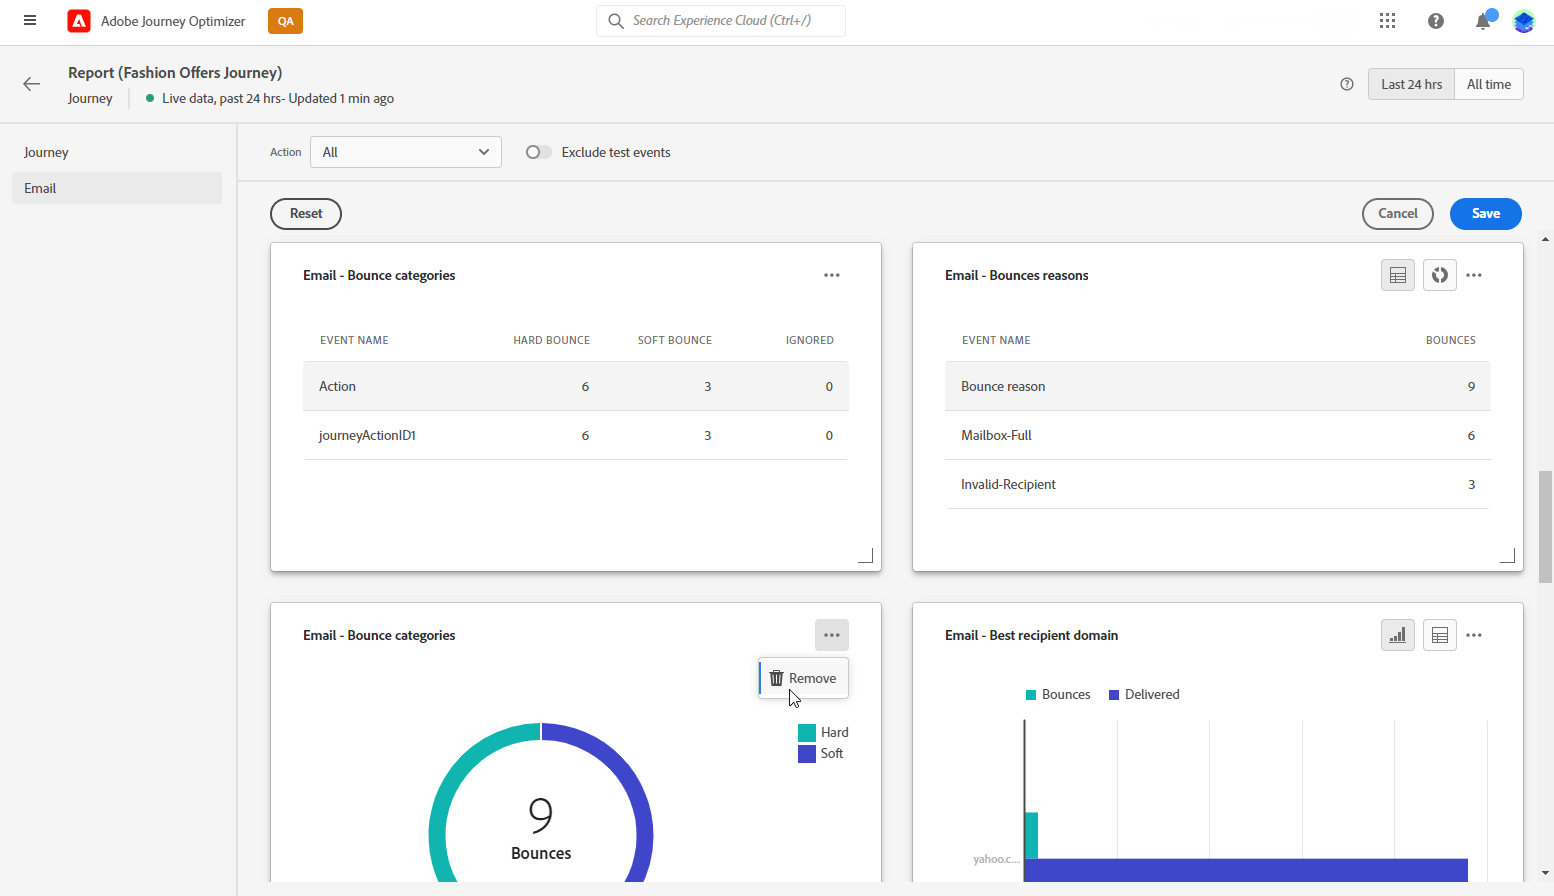 Adobe Journey Optimizer
QA
Search Experience Cloud (Ctrl+/)
Report (Fashion Offers Journey)
Journey
Live data, past 24 hrs- Updated 1 min ago
Last 24 hrs
All time
Journey
Email
Action
All
Exclude test events
Reset
Cancel
Save
Email - Bounce categories
EVENT NAME HARD BOUNCE SOFT BOUNCE IGNORED
Action 6 3 0
journeyActionID1 6 3 0
Email - Bounces reasons
EVENT NAME BOUNCES
Bounce reason 9
Mailbox-Full 6
Invalid-Recipient 3
Email - Bounce categories
Remove
Hard
Soft
9
Bounces
Email - Best recipient domain
Bounces Delivered
yahoo.c...